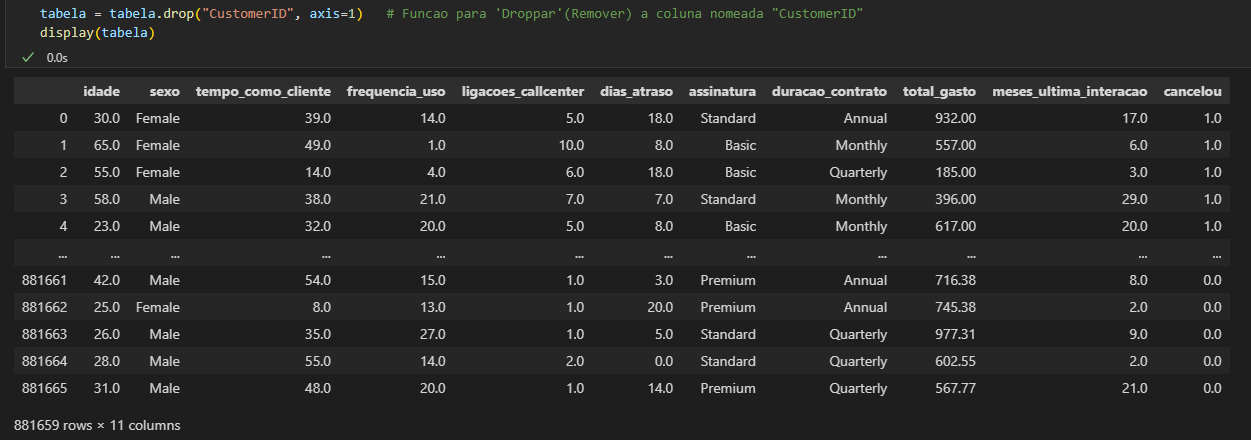 tabela = tabela.drop("CustomerID", axis=1)   # Funcao para 'Droppar'(Remover) a coluna nomeada "CustomerID"
display(tabela)
✓ 0.0s
idade sexo tempo_como_cliente frequencia_uso ligacoes_callcenter dias_atraso assinatura duracao_contrato total_gasto meses_ultima_interacao cancelou
0 30.0 Female 39.0 14.0 5.0 18.0 Standard Annual 932.00 17.0 1.0
1 65.0 Female 49.0 1.0 10.0 8.0 Basic Monthly 557.00 6.0 1.0
2 55.0 Female 14.0 4.0 6.0 18.0 Basic Quarterly 185.00 3.0 1.0
3 58.0 Male 38.0 21.0 7.0 7.0 Standard Monthly 396.00 29.0 1.0
4 23.0 Male 32.0 20.0 5.0 8.0 Basic Monthly 617.00 20.0 1.0
... ... ... ... ... ... ... ... ... ... ... ...
881661 42.0 Male 54.0 15.0 1.0 3.0 Premium Annual 716.38 8.0 0.0
881662 25.0 Female 8.0 13.0 1.0 20.0 Premium Annual 745.38 2.0 0.0
881663 26.0 Male 35.0 27.0 1.0 5.0 Standard Quarterly 977.31 9.0 0.0
881664 28.0 Male 55.0 14.0 2.0 0.0 Standard Quarterly 602.55 2.0 0.0
881665 31.0 Male 48.0 20.0 1.0 14.0 Premium Quarterly 567.77 21.0 0.0
881659 rows × 11 columns